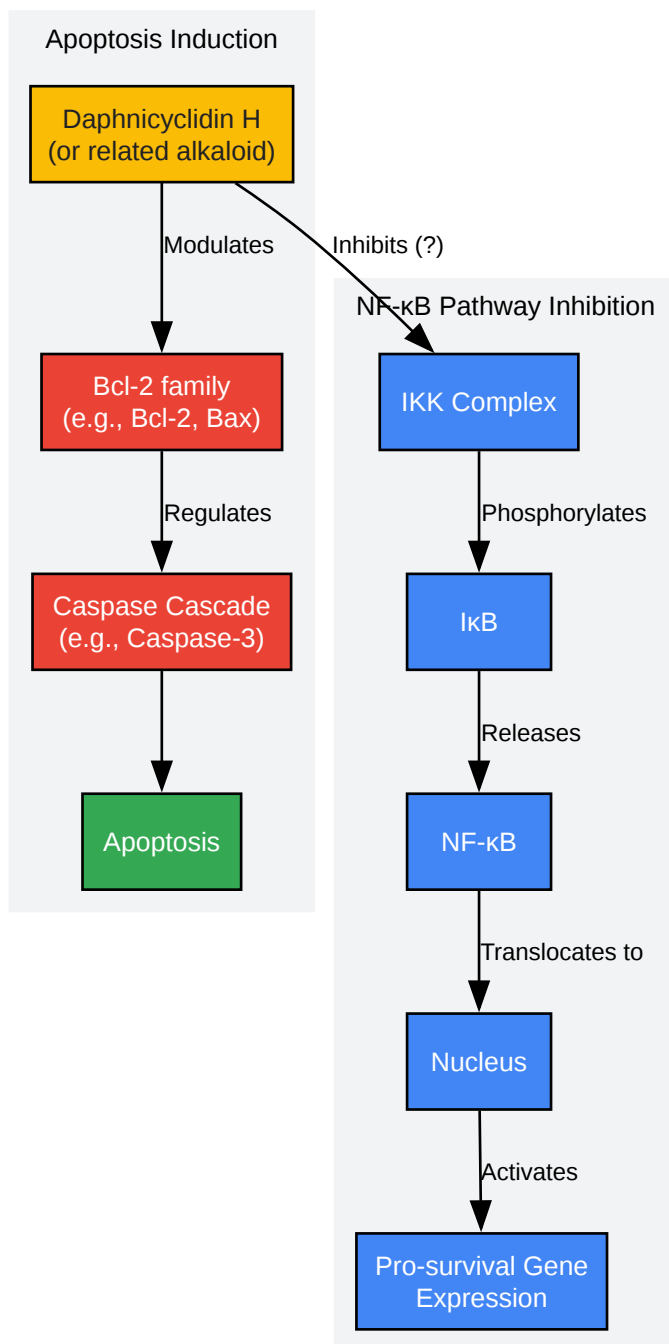 Apoptosis Induction
Daphnicyclidin H
(or related alkaloid)
Modulates
Inhibits (?)
NF-κB Pathway Inhibition
Bcl-2 family
(e.g., Bcl-2, Bax)
IKK Complex
Regulates
Phosphorylates
Caspase Cascade
(e.g., Caspase-3)
IκB
Releases
Apoptosis
NF-κB
Translocates to
Nucleus
Activates
Pro-survival Gene
Expression